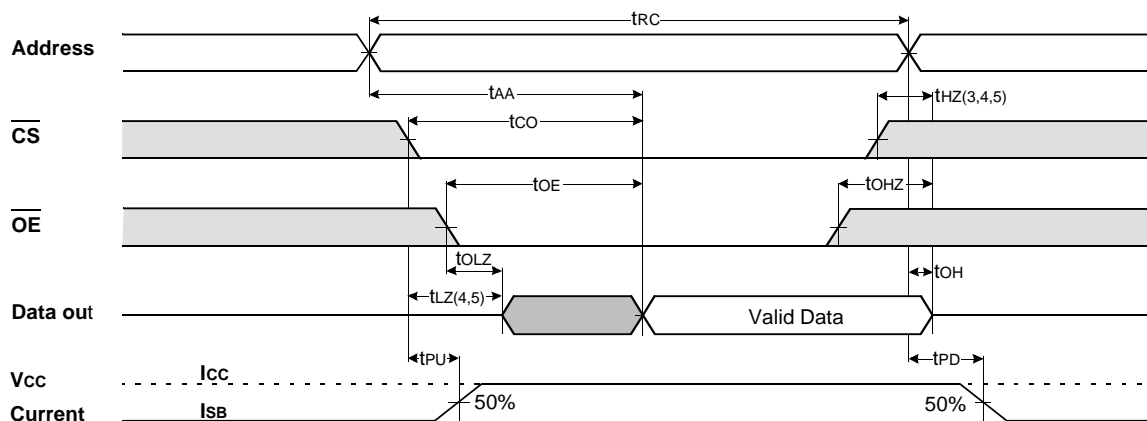 tRC
Address
tAA
tHZ(3,4,5)
CS
tCO
tOE
tOHZ
OE
tOLZ
tOH
tLZ(4,5)
Data out
Valid Data
tPU
tPD
VCC
ICC
50%
50%
Current
ISB